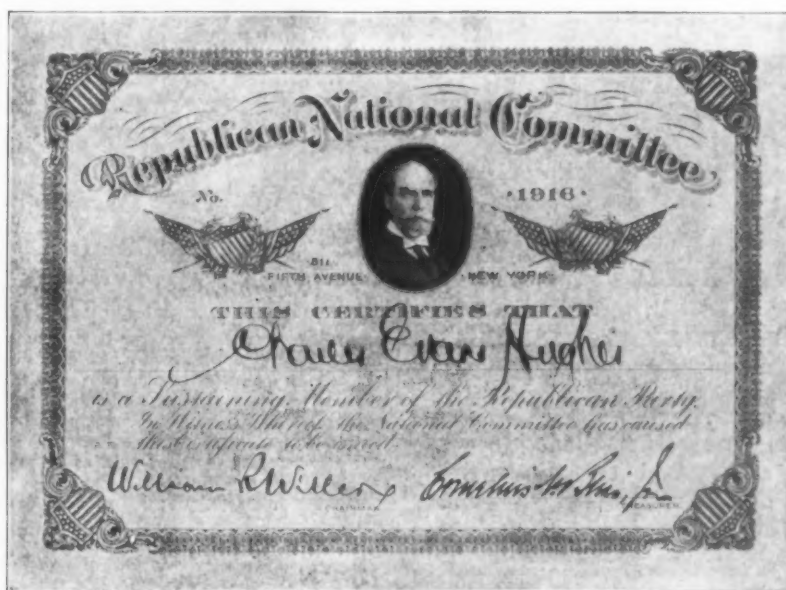 Republican National Committee
No. ·1916·
511
FIFTH AVENUE NEW YORK
THIS CERTIFIES THAT
Charles Evans Hughes
is a Sustaining Member of the Republican Party.
In Witness Whereof the National Committee has caused
this certificate to be issued.
William R Willcox Cornelius N Bliss, Jr.
CHAIRMAN TREASURER